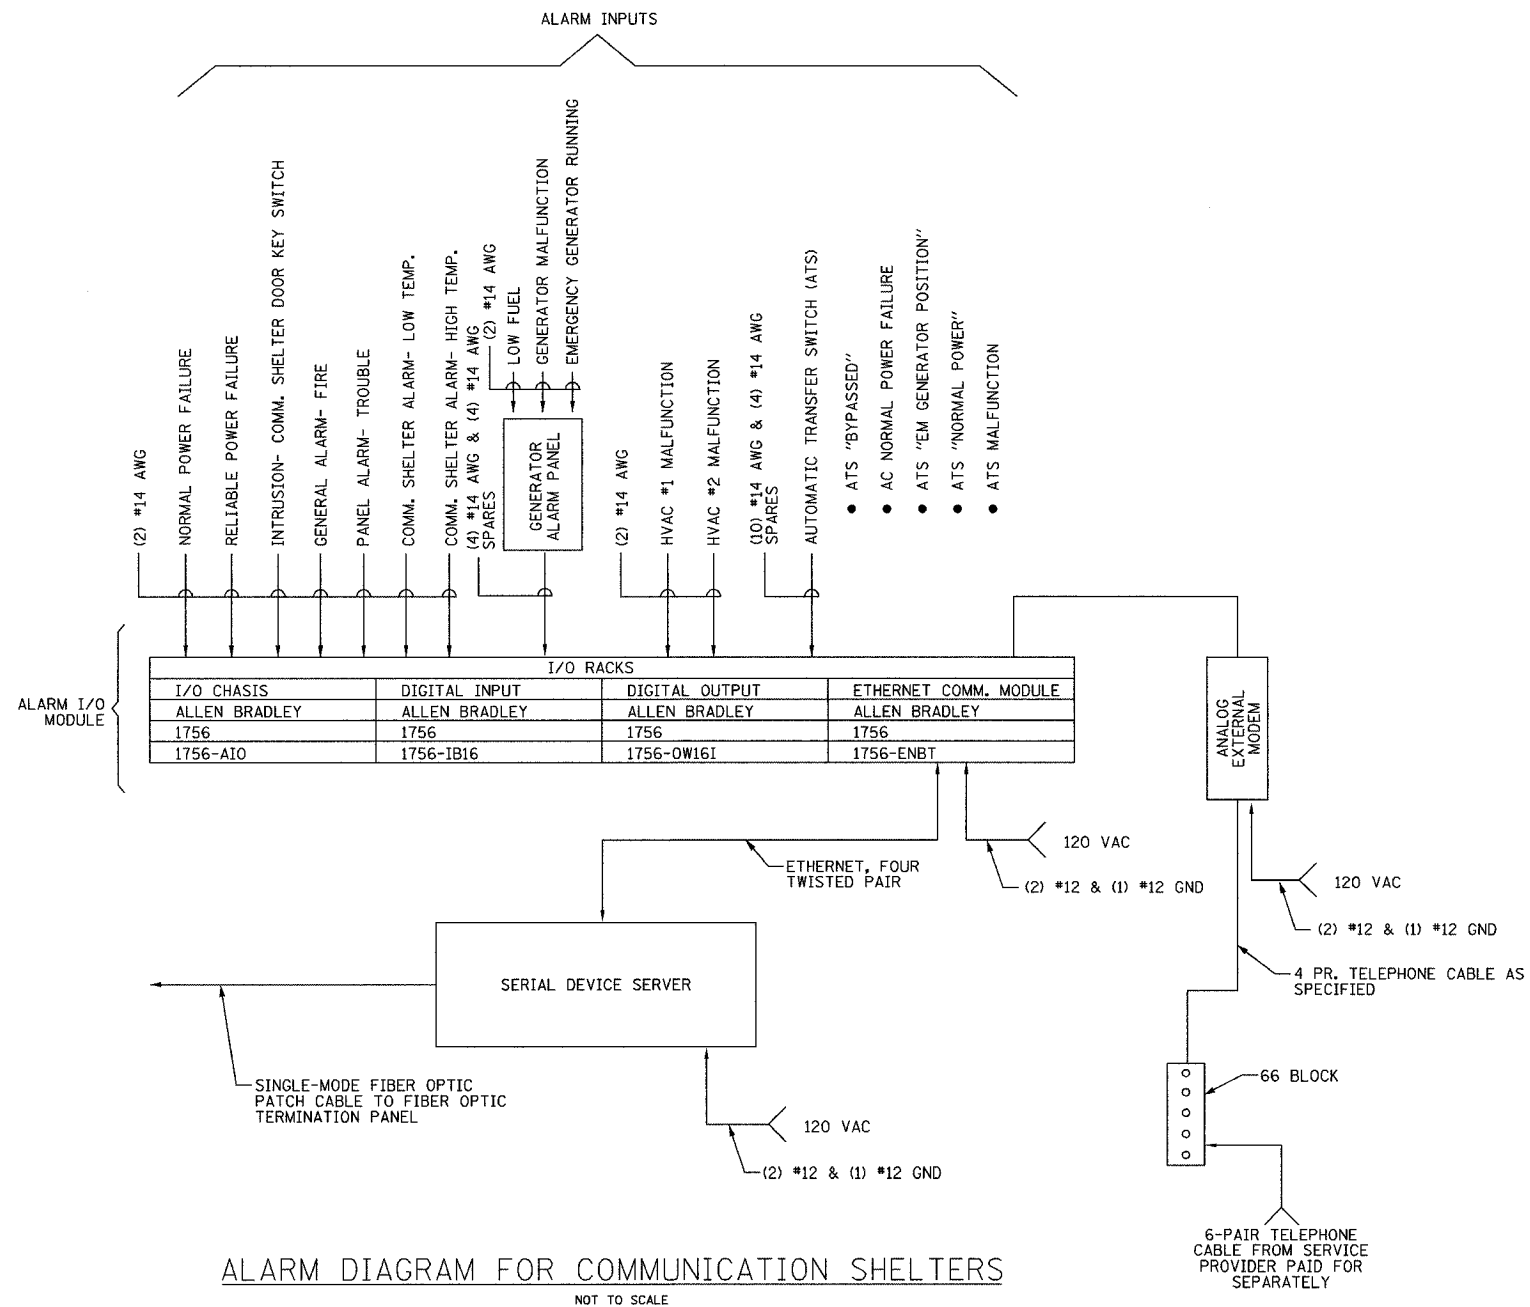 ALARM INPUTS
(2) #14 AWG
NORMAL POWER FAILURE
RELIABLE POWER FAILURE
INTRUSION- COMM. SHELTER DOOR KEY SWITCH
GENERAL ALARM- FIRE
PANEL ALARM- TROUBLE
COMM. SHELTER ALARM- LOW TEMP.
COMM. SHELTER ALARM- HIGH TEMP.
(4) #14 AWG & (4) #14 AWG
SPARES
(2) #14 AWG
LOW FUEL
GENERATOR MALFUNCTION
EMERGENCY GENERATOR RUNNING
GENERATOR
ALARM PANEL
(2) #14 AWG
HVAC #1 MALFUNCTION
HVAC #2 MALFUNCTION
(10) #14 AWG & (4) #14 AWG
SPARES
AUTOMATIC TRANSFER SWITCH (ATS)
• ATS "BYPASSED"
• AC NORMAL POWER FAILURE
• ATS "EM GENERATOR POSITION"
• ATS "NORMAL POWER"
• ATS MALFUNCTION
ALARM I/O
MODULE
I/O RACKS
I/O CHASIS DIGITAL INPUT DIGITAL OUTPUT ETHERNET COMM. MODULE
ALLEN BRADLEY ALLEN BRADLEY ALLEN BRADLEY ALLEN BRADLEY
1756 1756 1756 1756
1756-AIO 1756-IB16 1756-OW16I 1756-ENBT
ANALOG
EXTERNAL
MODEM
120 VAC
(2) #12 & (1) #12 GND
ETHERNET, FOUR
TWISTED PAIR
120 VAC
(2) #12 & (1) #12 GND
4 PR. TELEPHONE CABLE AS
SPECIFIED
SERIAL DEVICE SERVER
SINGLE-MODE FIBER OPTIC
PATCH CABLE TO FIBER OPTIC
TERMINATION PANEL
120 VAC
(2) #12 & (1) #12 GND
66 BLOCK
6-PAIR TELEPHONE
CABLE FROM SERVICE
PROVIDER PAID FOR
SEPARATELY
ALARM DIAGRAM FOR COMMUNICATION SHELTERS
NOT TO SCALE